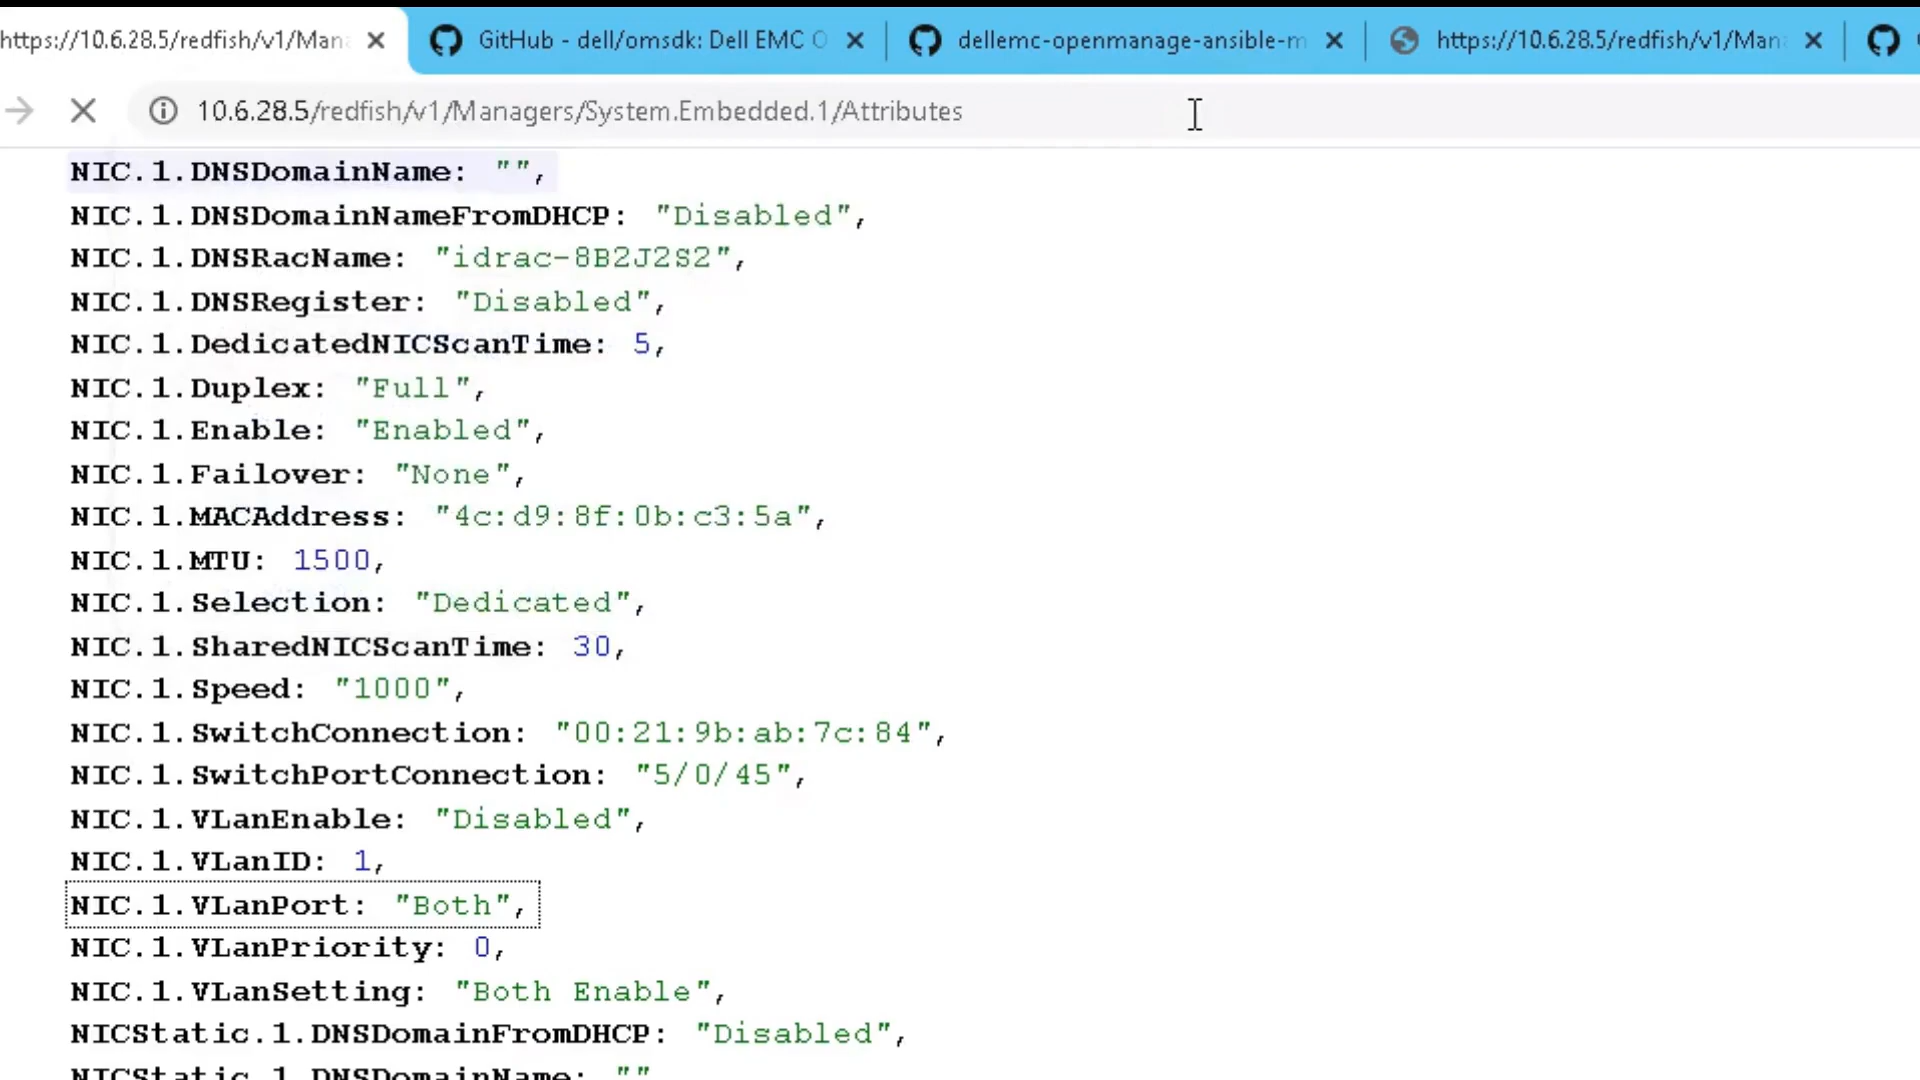 https://10.6.28.5/redfish/v1/Man
GitHub - dell/omsdk: Dell EMC O
dellemc-openmanage-ansible-m
https://10.6.28.5/redfish/v1/Man
10.6.28.5/redfish/v1/Managers/System.Embedded.1/Attributes
NIC.1.DNSDomainName: "",
NIC.1.DNSDomainNameFromDHCP: "Disabled",
NIC.1.DNSRacName: "idrac-8B2J2S2",
NIC.1.DNSRegister: "Disabled",
NIC.1.DedicatedNICScanTime: 5,
NIC.1.Duplex: "Full",
NIC.1.Enable: "Enabled",
NIC.1.Failover: "None",
NIC.1.MACAddress: "4c:d9:8f:0b:c3:5a",
NIC.1.MTU: 1500,
NIC.1.Selection: "Dedicated",
NIC.1.SharedNICScanTime: 30,
NIC.1.Speed: "1000",
NIC.1.SwitchConnection: "00:21:9b:ab:7c:84",
NIC.1.SwitchPortConnection: "5/0/45",
NIC.1.VLanEnable: "Disabled",
NIC.1.VLanID: 1,
NIC.1.VLanPort: "Both",
NIC.1.VLanPriority: 0,
NIC.1.VLanSetting: "Both Enable",
NICStatic.1.DNSDomainFromDHCP: "Disabled",
NICStatic.1.DNSDomainName: ""